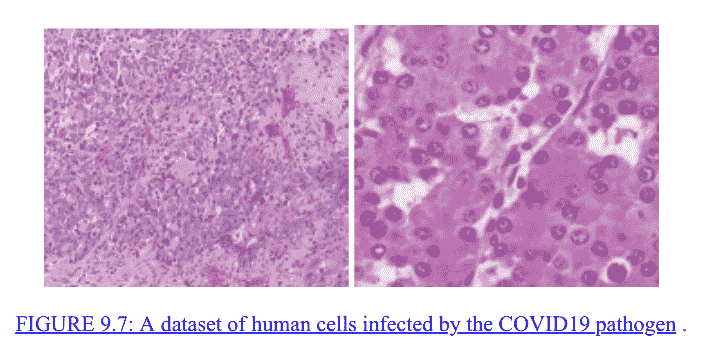 FIGURE 9.7: A dataset of human cells infected by the COVID19 pathogen .